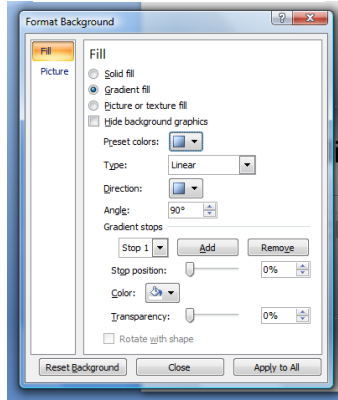 Format Background
Fill
Picture
Fill
Solid fill
Gradient fill
Picture or texture fill
Hide background graphics
Preset colors:
Type: Linear
Direction:
Angle: 90°
Gradient stops
Stop 1 Add Remove
Stop position: 0%
Color:
Transparency: 0%
Rotate with shape
Reset Background Close Apply to All